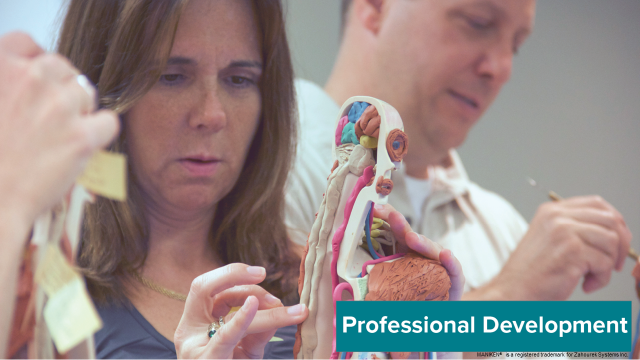 Professional Development
MANIKEN® is a registered trademark for Zahourek Systems Inc.